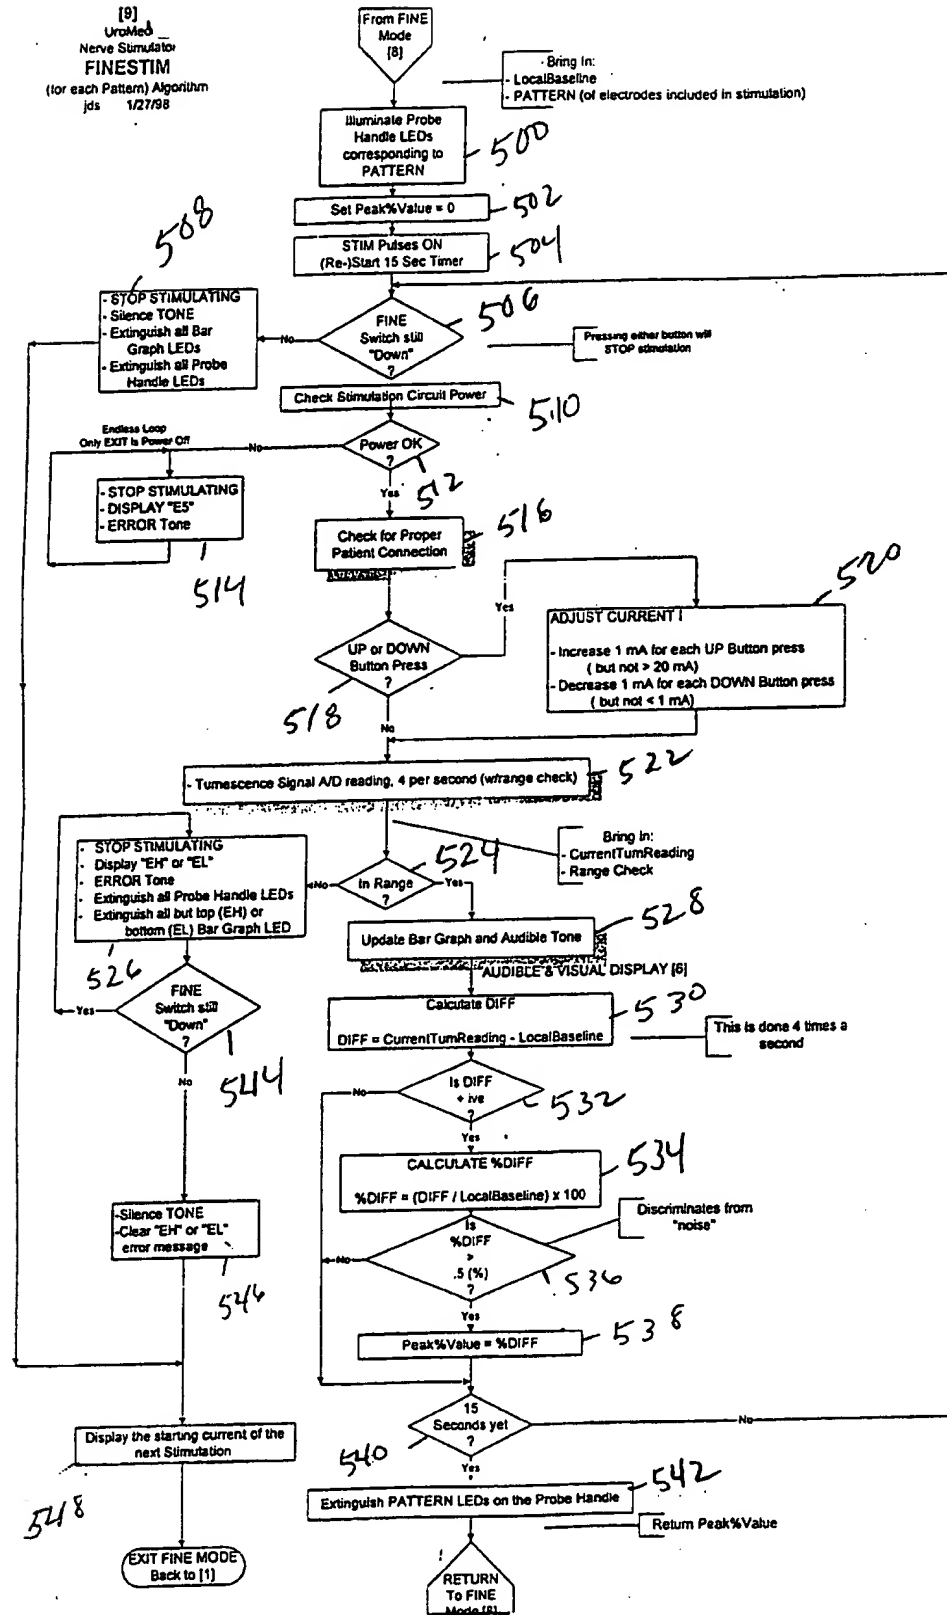 [9]
UroMed
Nerve Stimulator
FINESTIM
(for each Pattern) Algorithm
jds 1/27/98
From FINE
Mode
[8]
Bring In:
- LocalBaseline
- PATTERN (of electrodes included in stimulation)
Illuminate Probe
Handle LEDs
corresponding to
PATTERN
500
Set Peak%Value = 0
502
STIM Pulses ON
(Re-)Start 15 Sec Timer
504
508
- STOP STIMULATING
- Silence TONE
- Extinguish all Bar
Graph LEDs
- Extinguish all Probe
Handle LEDs
No
FINE
Switch still
"Down"
?
506
Pressing either button will
STOP stimulation
Check Stimulation Circuit Power
510
Endless Loop
Only EXIT is Power Off
No
Power OK
?
512
Yes
- STOP STIMULATING
- DISPLAY "E5"
- ERROR Tone
514
Check for Proper
Patient Connection
516
UP or DOWN
Button Press
?
518
Yes
No
520
ADJUST CURRENT I
- Increase 1 mA for each UP Button press
( but not > 20 mA)
- Decrease 1 mA for each DOWN Button press
( but not < 1 mA)
- Tumescence Signal A/D reading, 4 per second (w/range check)
522
Bring In:
- CurrentTumReading
- Range Check
In Range
?
524
No
Yes
- STOP STIMULATING
- Display "EH" or "EL"
- ERROR Tone
- Extinguish all Probe Handle LEDs
- Extinguish all but top (EH) or
bottom (EL) Bar Graph LED
526
Update Bar Graph and Audible Tone
528
AUDIBLE & VISUAL DISPLAY [6]
FINE
Switch still
"Down"
?
Yes
544
No
Calculate DIFF
DIFF = CurrentTumReading - LocalBaseline
530
This is done 4 times a
second
Is DIFF
+ ive
?
532
No
Yes
CALCULATE %DIFF
%DIFF = (DIFF / LocalBaseline) x 100
534
Is
%DIFF
>
.5 (%)
?
536
Discriminates from
"noise"
No
Yes
-Silence TONE
-Clear "EH" or "EL"
error message
546
Peak%Value = %DIFF
538
15
Seconds yet
?
540
No
Yes
Display the starting current of the
next Stimulation
548
Extinguish PATTERN LEDs on the Probe Handle
542
Return Peak%Value
EXIT FINE MODE
Back to [1]
RETURN
To FINE
Mode [8]